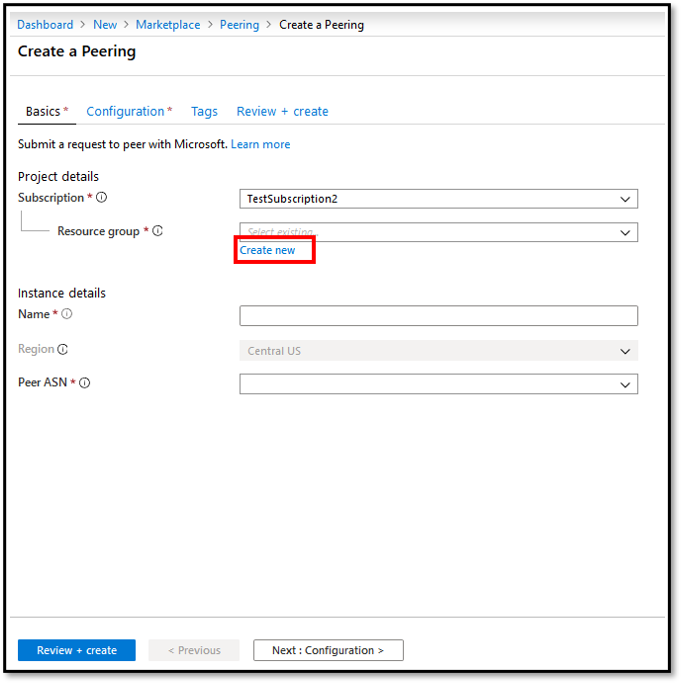 Dashboard > New > Marketplace > Peering > Create a Peering
Create a Peering
Basics * Configuration * Tags Review + create
Submit a request to peer with Microsoft. Learn more
Project details
Subscription * TestSubscription2
Resource group * Select existing...
Create new
Instance details
Name *
Region Central US
Peer ASN *
Review + create < Previous Next : Configuration >